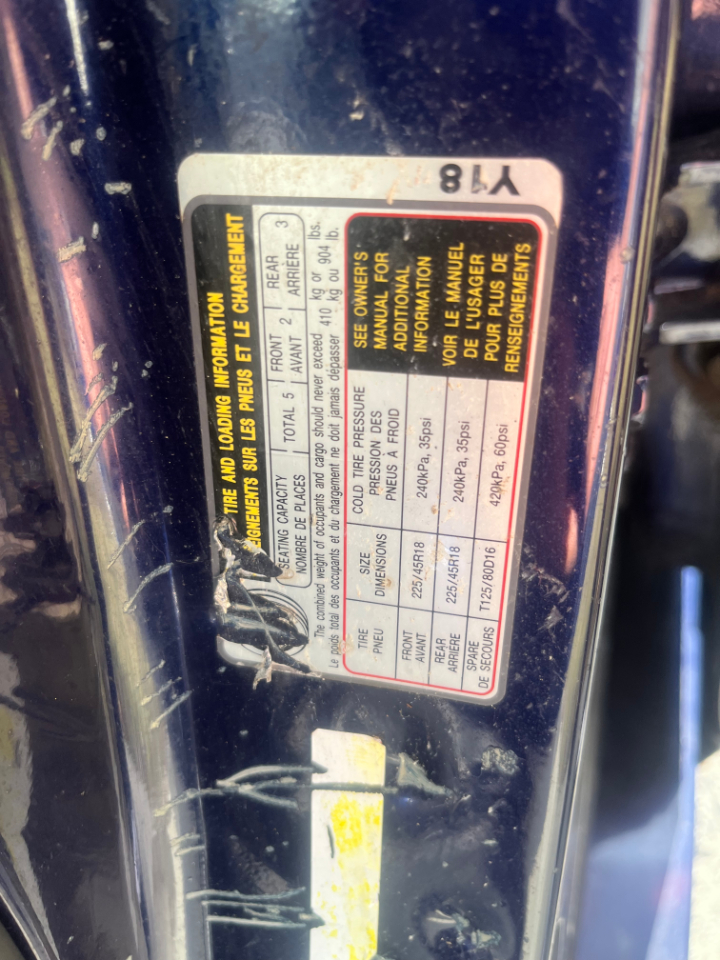 Y18
TIRE AND LOADING INFORMATION
EIGNEMENTS SUR LES PNEUS ET LE CHARGEMENT
SEATING CAPACITY TOTAL 5 FRONT 2 REAR 3
NOMBRE DE PLACES AVANT ARRIÈRE
The combined weight of occupants and cargo should never exceed 410 kg or 904 lbs.
Le poids total des occupants et du chargement ne doit jamais dépasser 410 kg ou 904 lb.
TIRE SIZE COLD TIRE PRESSURE
PNEU DIMENSIONS PRESSION DES
PNEUS À FROID
FRONT 225/45R18 240kPa, 35psi
AVANT
REAR 225/45R18 240kPa, 35psi
ARRIÈRE
SPARE T125/80D16 420kPa, 60psi
DE SECOURS
SEE OWNER'S
MANUAL FOR
ADDITIONAL
INFORMATION
VOIR LE MANUEL
DE L'USAGER
POUR PLUS DE
RENSEIGNEMENTS